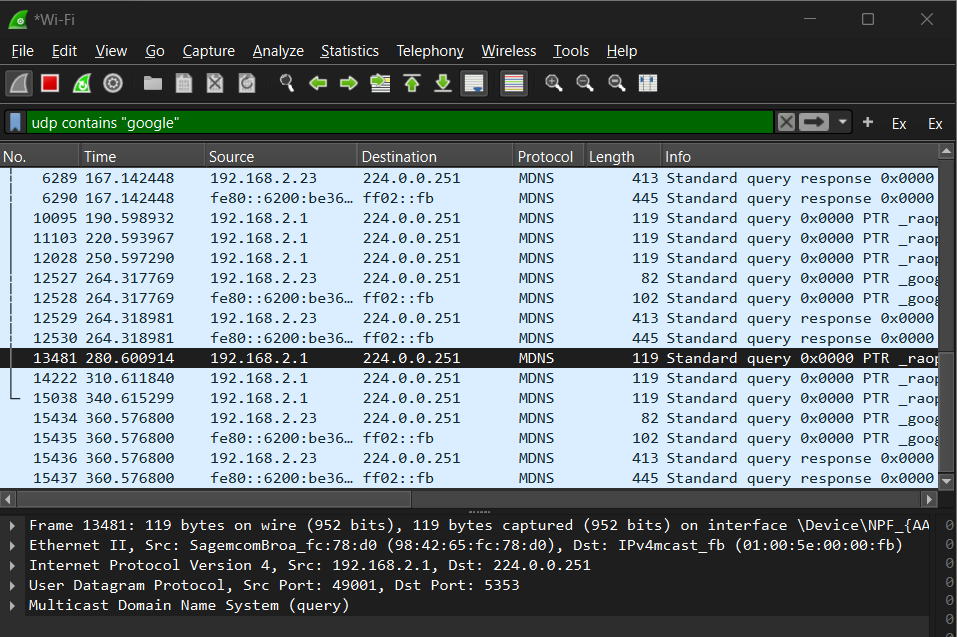 *Wi-Fi
File Edit View Go Capture Analyze Statistics Telephony Wireless Tools Help
udp contains "google" + Ex Ex
No. Time Source Destination Protocol Length Info
6289 167.142448 192.168.2.23 224.0.0.251 MDNS 413 Standard query response 0x0000
6290 167.142448 fe80::6200:be36… ff02::fb MDNS 445 Standard query response 0x0000
10095 190.598932 192.168.2.1 224.0.0.251 MDNS 119 Standard query 0x0000 PTR _raop
11103 220.593967 192.168.2.1 224.0.0.251 MDNS 119 Standard query 0x0000 PTR _raop
12028 250.597290 192.168.2.1 224.0.0.251 MDNS 119 Standard query 0x0000 PTR _raop
12527 264.317769 192.168.2.23 224.0.0.251 MDNS 82 Standard query 0x0000 PTR _goog
12528 264.317769 fe80::6200:be36… ff02::fb MDNS 102 Standard query 0x0000 PTR _goog
12529 264.318981 192.168.2.23 224.0.0.251 MDNS 413 Standard query response 0x0000
12530 264.318981 fe80::6200:be36… ff02::fb MDNS 445 Standard query response 0x0000
13481 280.600914 192.168.2.1 224.0.0.251 MDNS 119 Standard query 0x0000 PTR _raop
14222 310.611840 192.168.2.1 224.0.0.251 MDNS 119 Standard query 0x0000 PTR _raop
15038 340.615299 192.168.2.1 224.0.0.251 MDNS 119 Standard query 0x0000 PTR _raop
15434 360.576800 192.168.2.23 224.0.0.251 MDNS 82 Standard query 0x0000 PTR _goog
15435 360.576800 fe80::6200:be36… ff02::fb MDNS 102 Standard query 0x0000 PTR _goog
15436 360.576800 192.168.2.23 224.0.0.251 MDNS 413 Standard query response 0x0000
15437 360.576800 fe80::6200:be36… ff02::fb MDNS 445 Standard query response 0x0000
Frame 13481: 119 bytes on wire (952 bits), 119 bytes captured (952 bits) on interface \Device\NPF_{AA 0
Ethernet II, Src: SagemcomBroa_fc:78:d0 (98:42:65:fc:78:d0), Dst: IPv4mcast_fb (01:00:5e:00:00:fb) 0
Internet Protocol Version 4, Src: 192.168.2.1, Dst: 224.0.0.251 0
User Datagram Protocol, Src Port: 49001, Dst Port: 5353 0
Multicast Domain Name System (query) 0
0